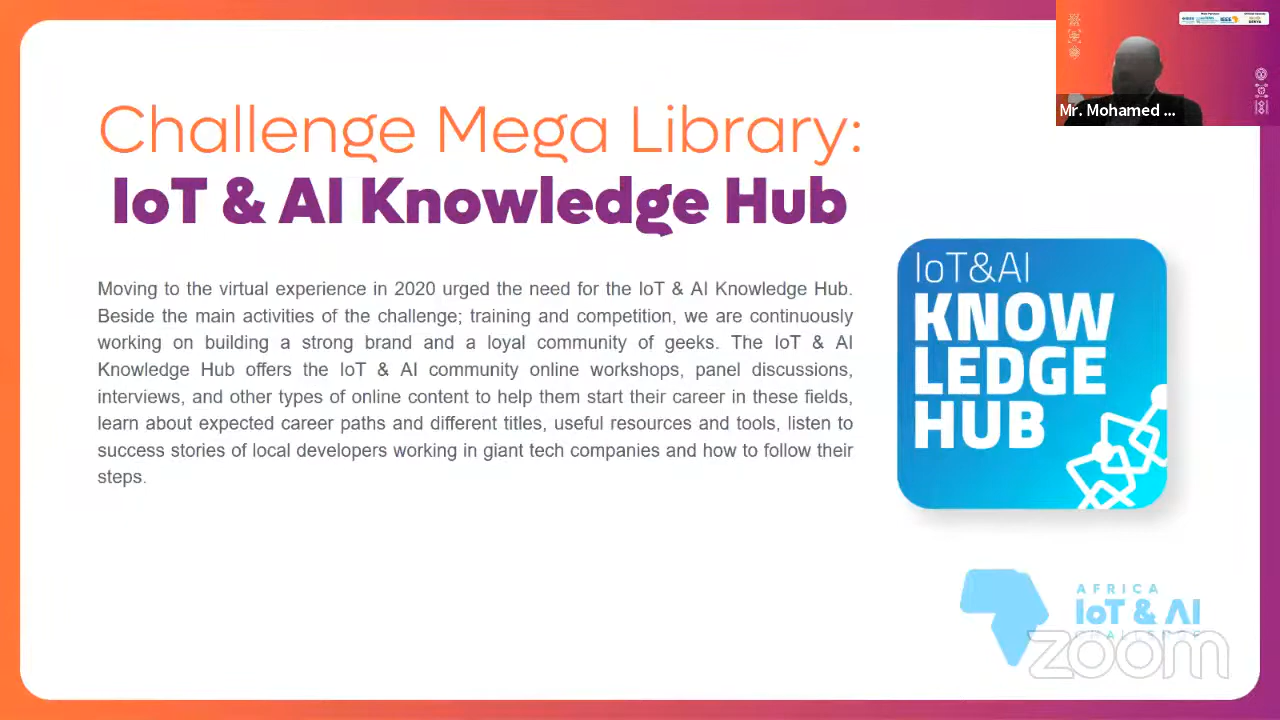 Challenge Mega Library:
IoT & AI Knowledge Hub
Moving to the virtual experience in 2020 urged the need for the IoT & AI Knowledge Hub.
Beside the main activities of the challenge; training and competition, we are continuously
working on building a strong brand and a loyal community of geeks. The IoT & AI
Knowledge Hub offers the IoT & AI community online workshops, panel discussions,
interviews, and other types of online content to help them start their career in these fields,
learn about expected career paths and different titles, useful resources and tools, listen to
success stories of local developers working in giant tech companies and how to follow their
steps.
IoT&AI
KNOW
LEDGE
HUB
Mr. Mohamed ...
AFRICA
IoT & AI
CHALLENGE
zoom